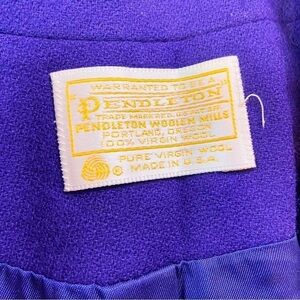 WARRANTED TO BE A
PENDLETON
TRADE MARK REG. U.S. PAT. OFF.
PENDLETON WOOLEN MILLS
PORTLAND, OREGON
100% VIRGIN WOOL
®
PURE VIRGIN WOOL
MADE IN U.S.A.